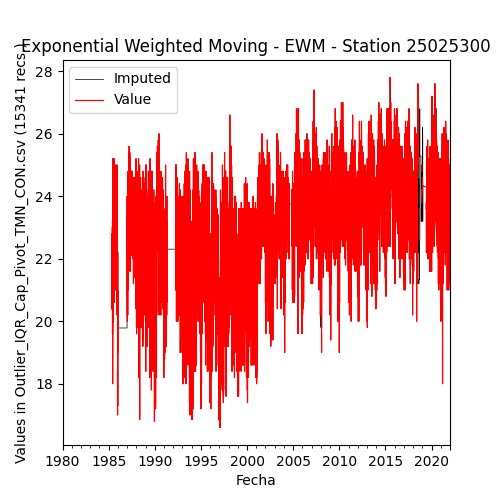 Exponential Weighted Moving - EWM - Station 25025300
Values in Outlier_IQR_Cap_Pivot_TMN_CON.csv (15341 recs.)
Imputed
Value
28
26
24
22
20
18
1980 1985 1990 1995 2000 2005 2010 2015 2020
Fecha